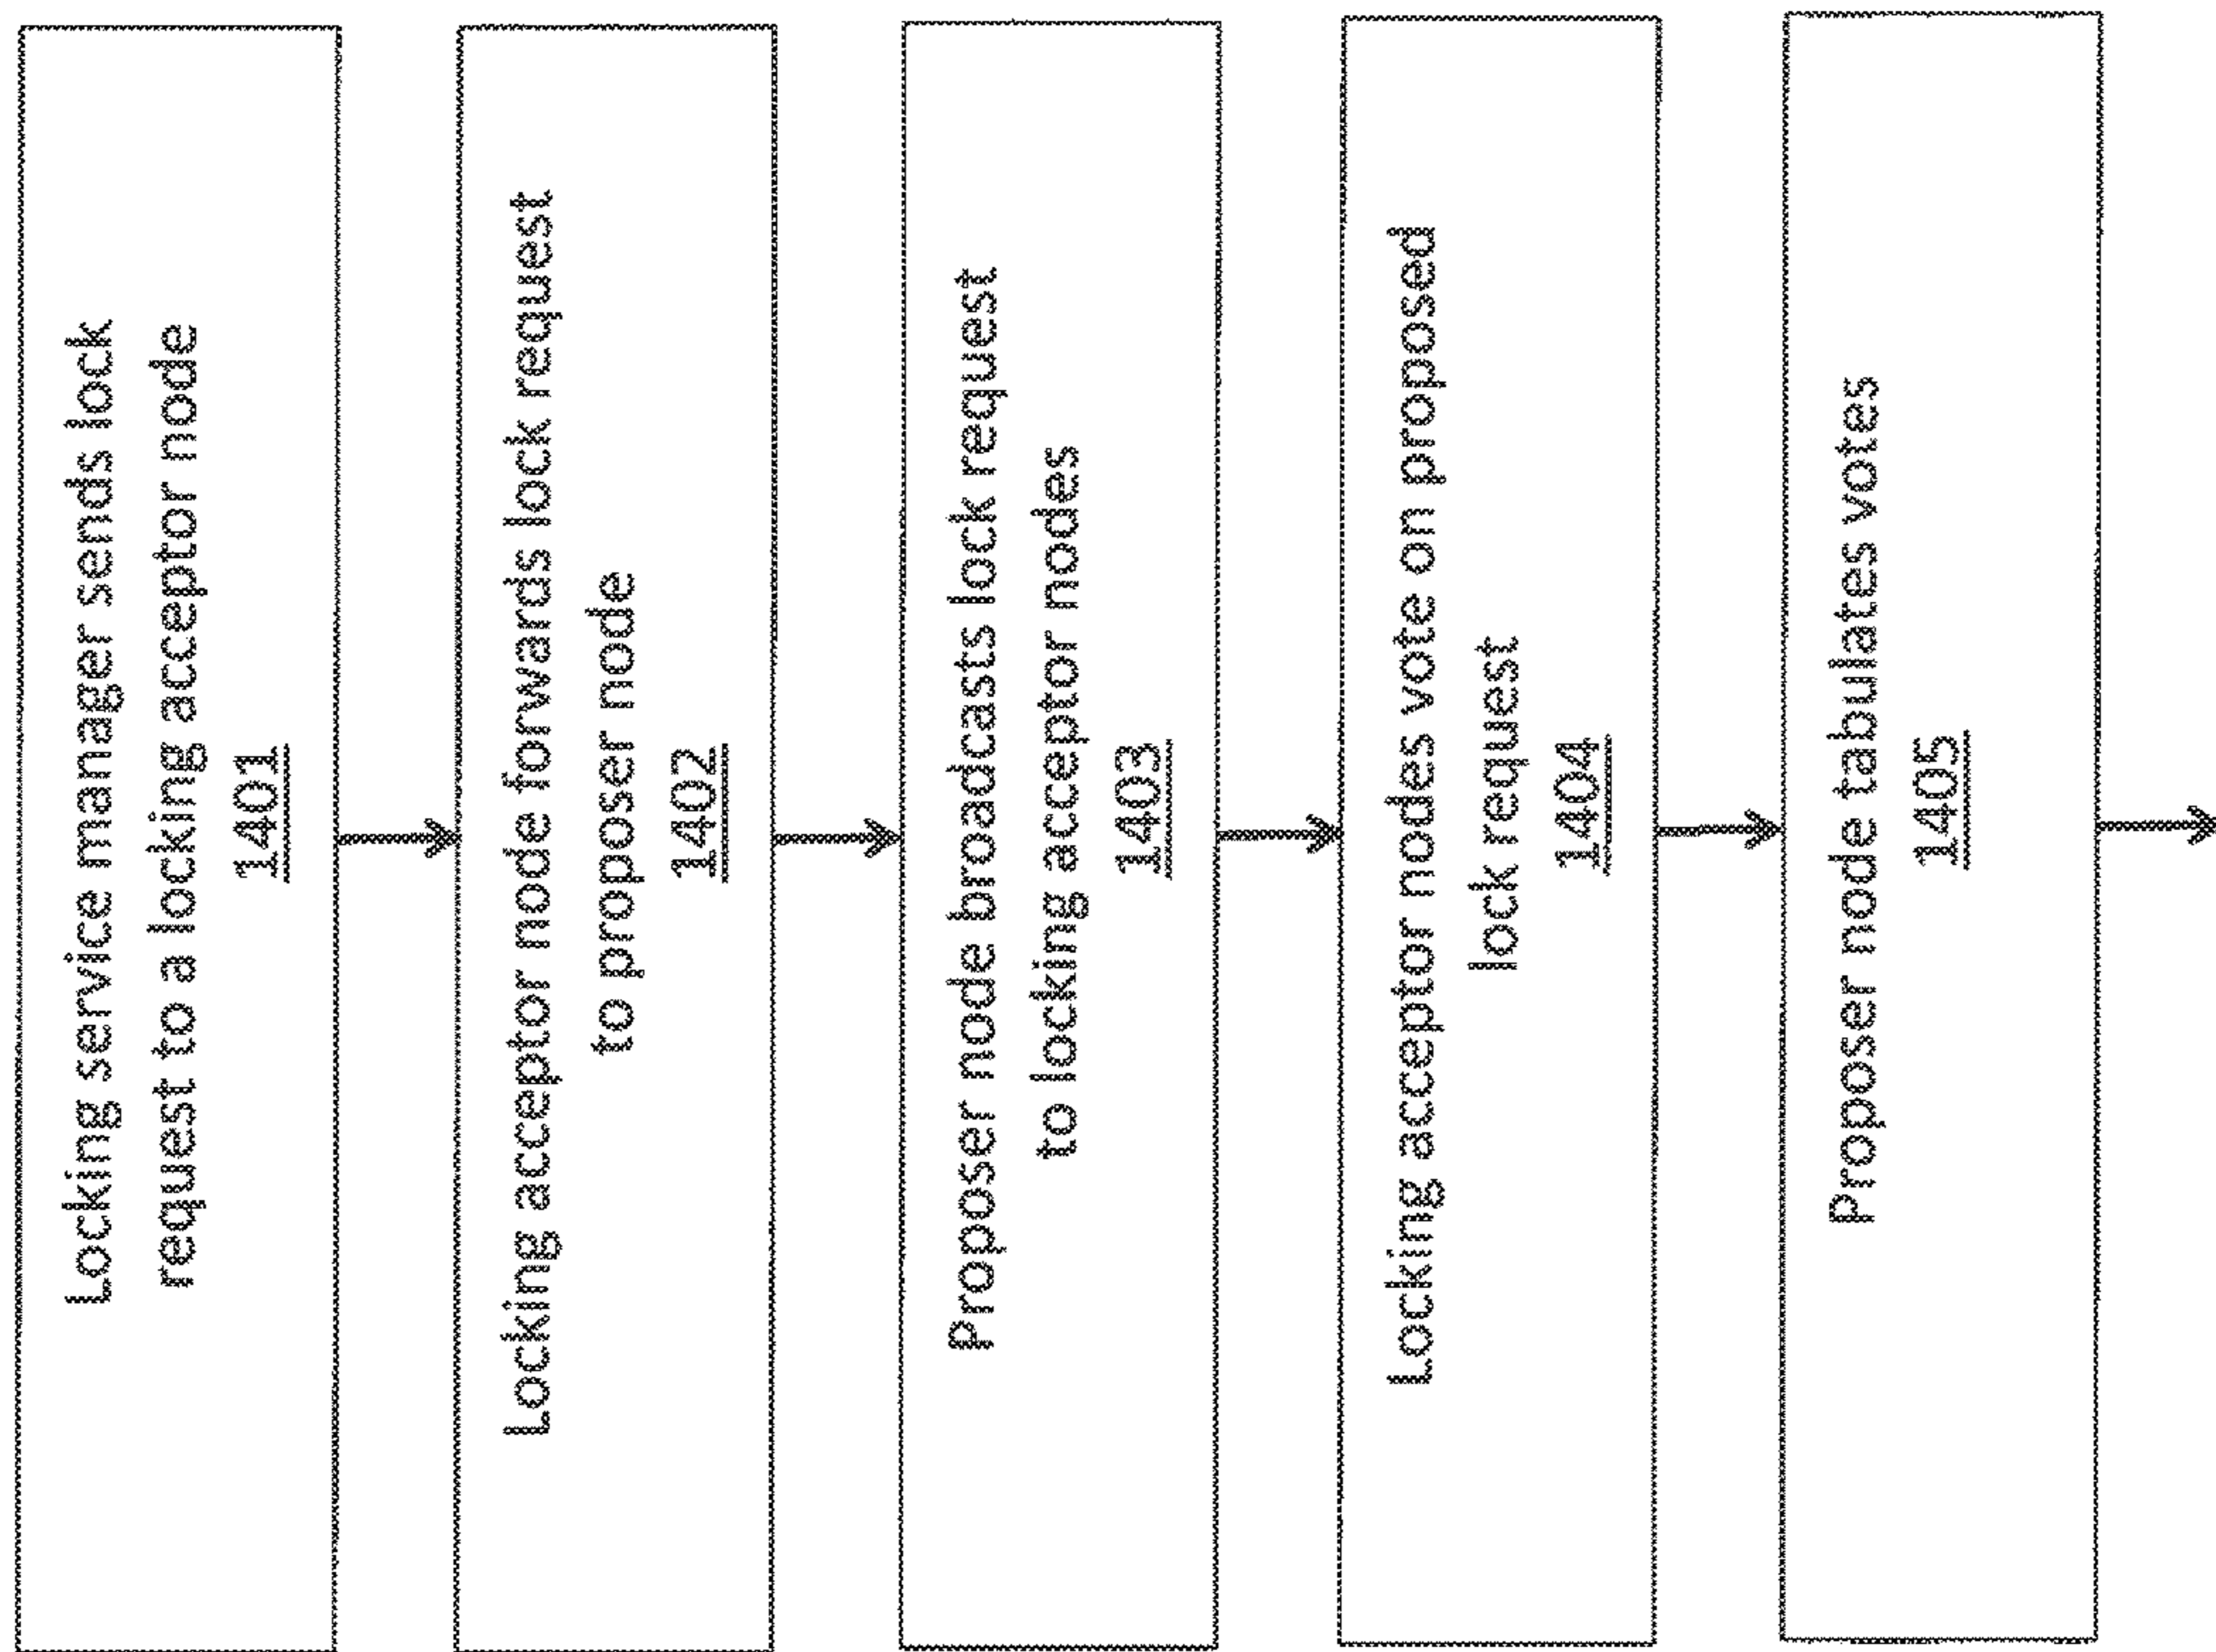 Locking service manager sends lock
request to a locking acceptor node
1401
Locking acceptor node forwards lock request
to proposer node
1402
Proposer node broadcasts lock request
to locking acceptor nodes
1403
Locking acceptor nodes vote on proposed
lock request
1404
Proposer node tabulates votes
1405